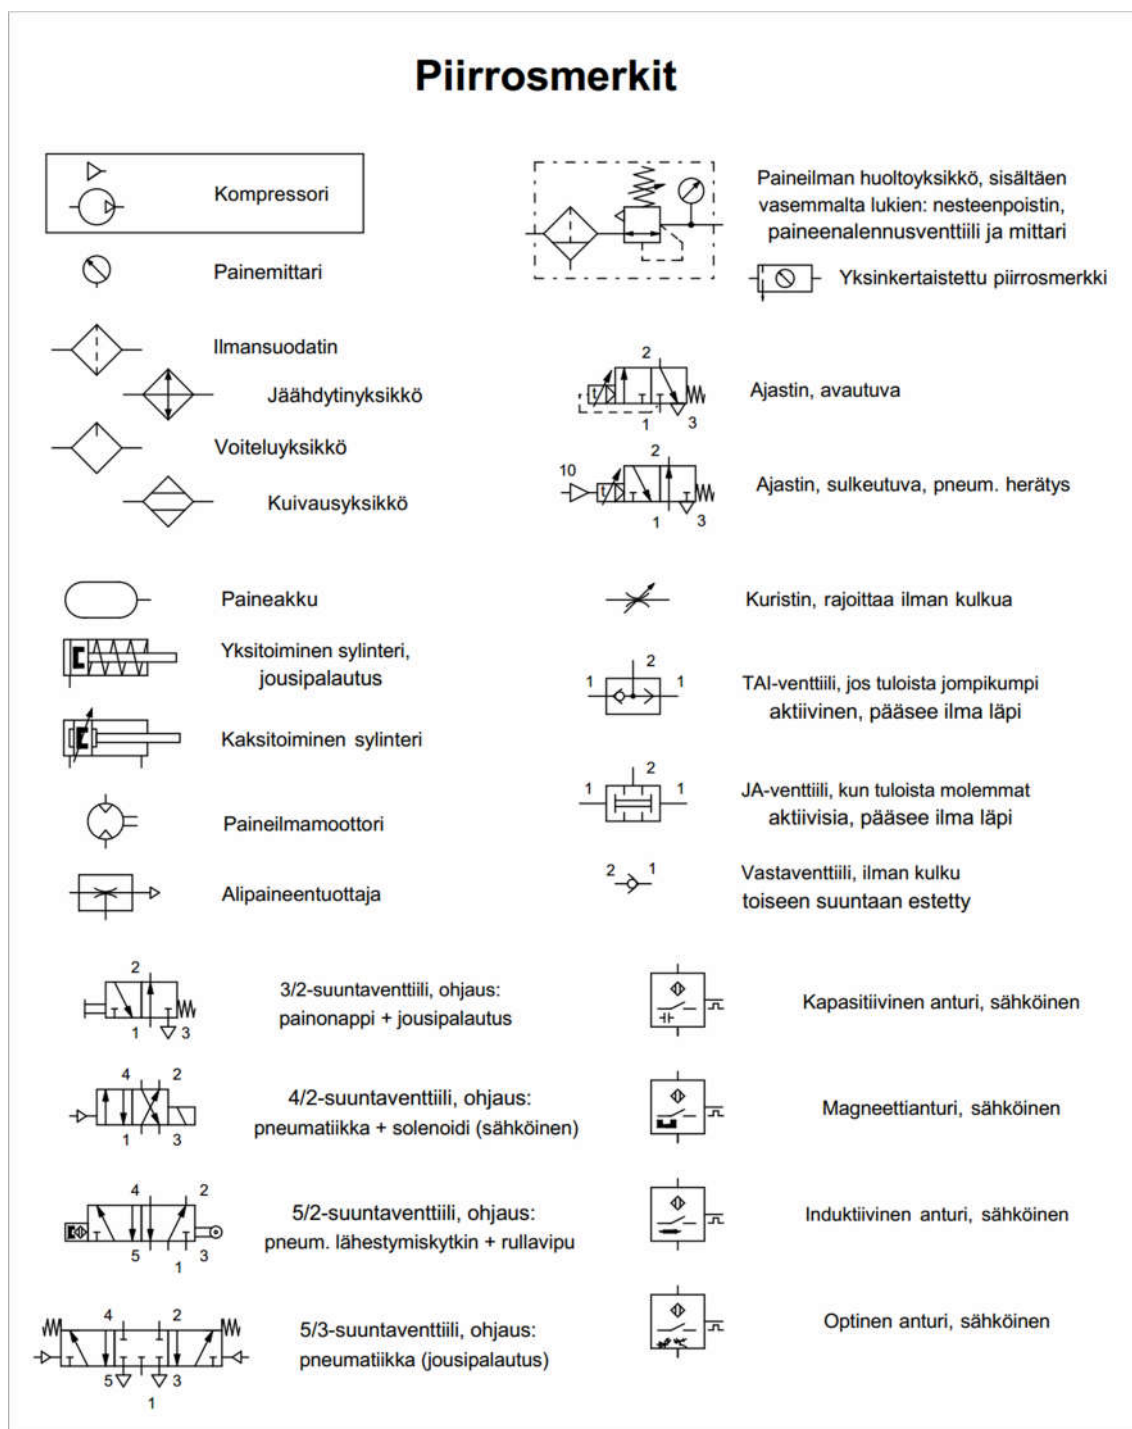 Piirrosmerkit
Kompressori
Painemittari
Ilmansuodatin
Jäähdytinyksikkö
Voiteluyksikkö
Kuivausyksikkö
Paineakku
Yksitoiminen sylinteri,
jousipalautus
Kaksitoiminen sylinteri
Paineilmamoottori
Alipaineentuottaja
2
3/2-suuntaventtiili, ohjaus:
painonappi + jousipalautus
1 3
4 2
4/2-suuntaventtiili, ohjaus:
pneumatiikka + solenoidi (sähköinen)
1 3
4 2
5/2-suuntaventtiili, ohjaus:
pneum. lähestymiskytkin + rullavipu
5 1 3
4 2
5/3-suuntaventtiili, ohjaus:
pneumatiikka (jousipalautus)
5 3
1
Paineilman huoltoyksikkö, sisältäen
vasemmalta lukien: nesteenpoistin,
paineenalennusventtiili ja mittari
Yksinkertaistettu piirrosmerkki
2
t
Ajastin, avautuva
1 3
2
10
t
Ajastin, sulkeutuva, pneum. herätys
1 3
Kuristin, rajoittaa ilman kulkua
2
1 1
TAI-venttiili, jos tuloista jompikumpi
aktiivinen, pääsee ilma läpi
2
1 1
JA-venttiili, kun tuloista molemmat
aktiivisia, pääsee ilma läpi
2 1
Vastaventtiili, ilman kulku
toiseen suuntaan estetty
Kapasitiivinen anturi, sähköinen
Magneettianturi, sähköinen
Induktiivinen anturi, sähköinen
Optinen anturi, sähköinen